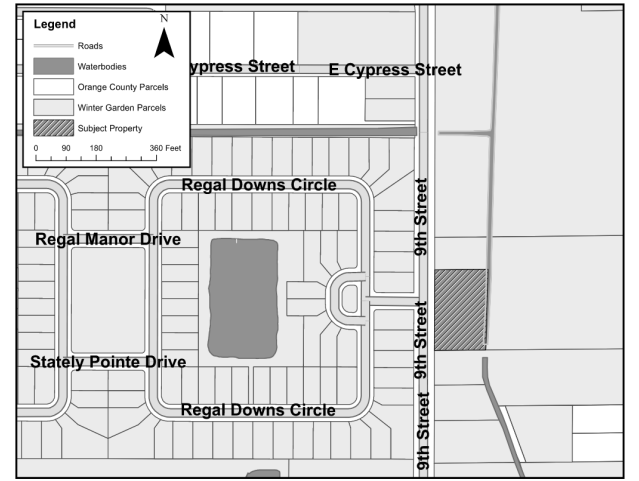 Legend
N
Roads
Waterbodies
Orange County Parcels
Winter Garden Parcels
Subject Property
0 90 180 360 Feet
ypress Street
E Cypress Street
Regal Downs Circle
9th Street
Regal Manor Drive
9th Street
Stately Pointe Drive
Regal Downs Circle
9th Street